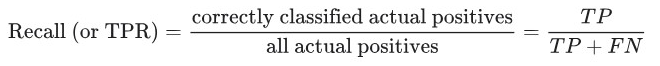 Recall (or TPR) = correctly classified actual positives / all actual positives = TP / TP + FN